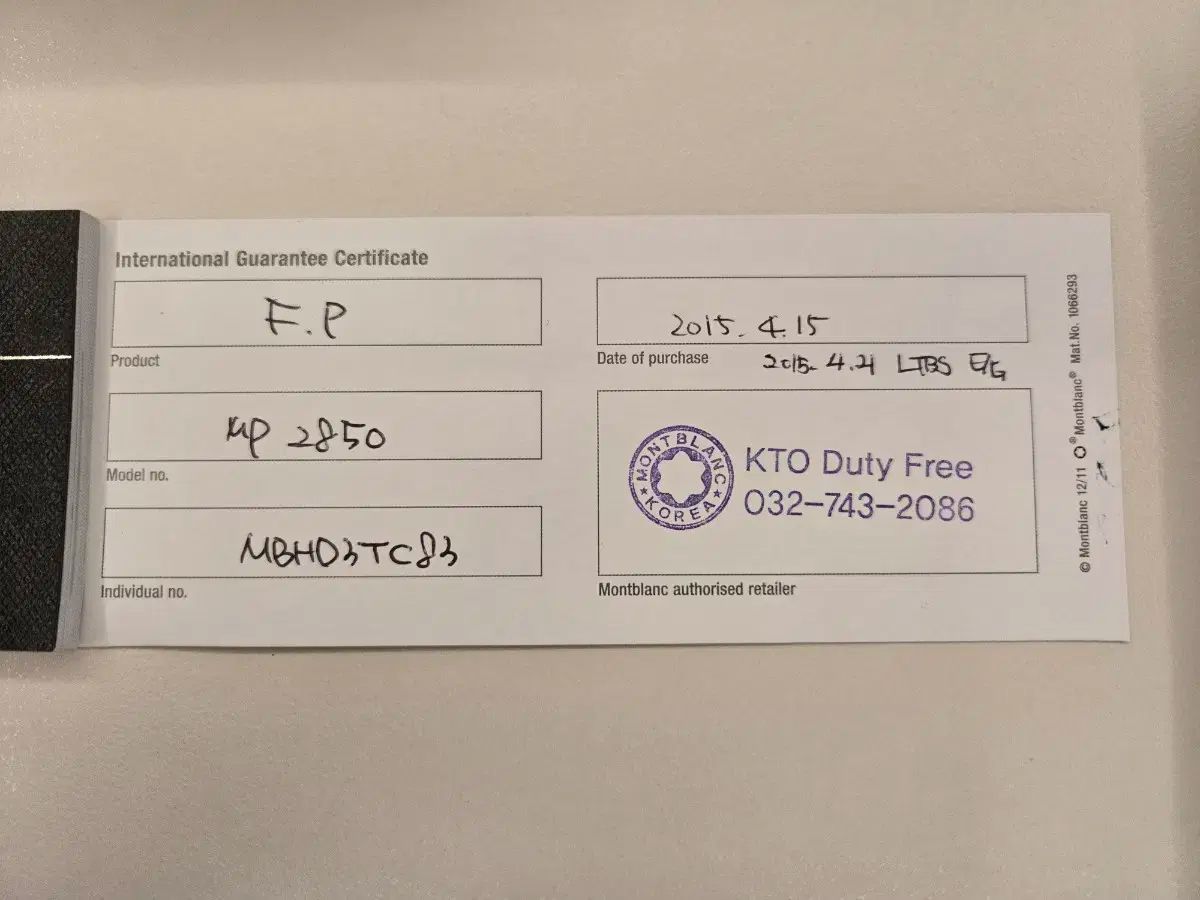 International Guarantee Certificate
F.P
Product
MP 2850
Model no.
MBHD3TC83
Individual no.
2015. 4. 15
Date of purchase
2015. 4.21 LTBS E/G
MONTBLANC
KOREA
KTO Duty Free
032-743-2086
Montblanc authorised retailer
© Montblanc 12/11 ®Montblanc® Mat.No. 1066293